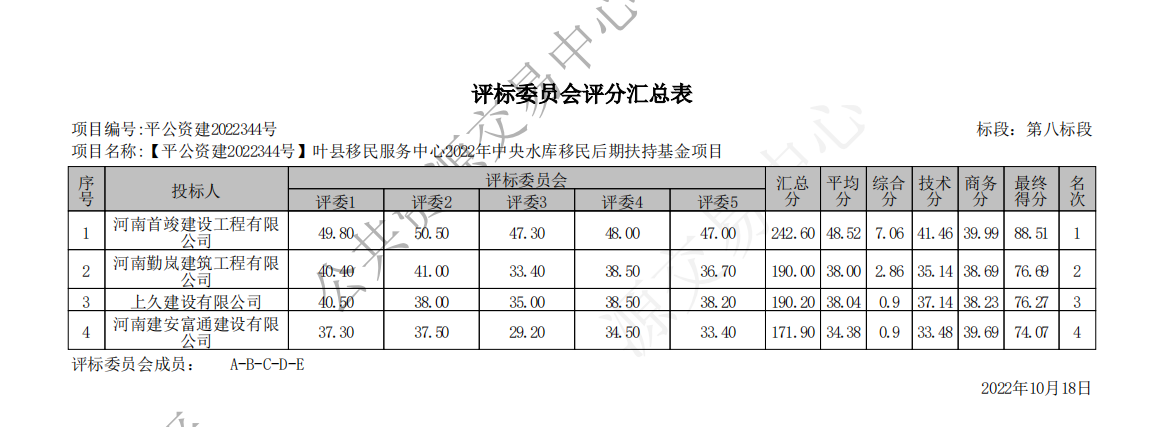 评标委员会评分汇总表
项目编号:平公资建2022344号 标段：第八标段
项目名称:【平公资建2022344号】叶县移民服务中心2022年中央水库移民后期扶持基金项目
序号 投标人 评标委员会 汇总分 平均分 综合分 技术分 商务分 最终得分 名次
评委1 评委2 评委3 评委4 评委5
1 河南首竣建设工程有限公司 49.80 50.50 47.30 48.00 47.00 242.60 48.52 7.06 41.46 39.99 88.51 1
2 河南勤岚建筑工程有限公司 40.40 41.00 33.40 38.50 36.70 190.00 38.00 2.86 35.14 38.69 76.69 2
3 上久建设有限公司 40.50 38.00 35.00 38.50 38.20 190.20 38.04 0.9 37.14 38.23 76.27 3
4 河南建安富通建设有限公司 37.30 37.50 29.20 34.50 33.40 171.90 34.38 0.9 33.48 39.69 74.07 4
评标委员会成员： A-B-C-D-E
2022年10月18日
公共资源交易中心
源交易中心